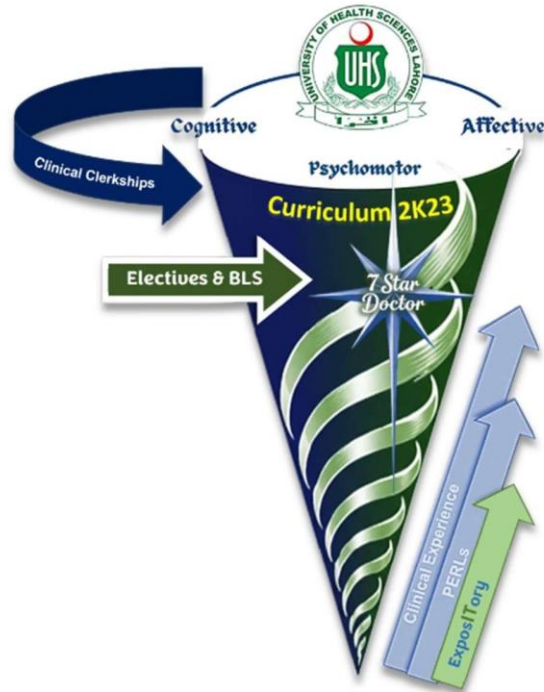 UNIVERSITY OF HEALTH SCIENCES LAHORE
UHS
Cognitive
Affective
Psychomotor
Clinical Clerkships
Curriculum 2K23
Electives & BLS
7 Star
Doctor
Clinical Experience
PERLs
ExposITory